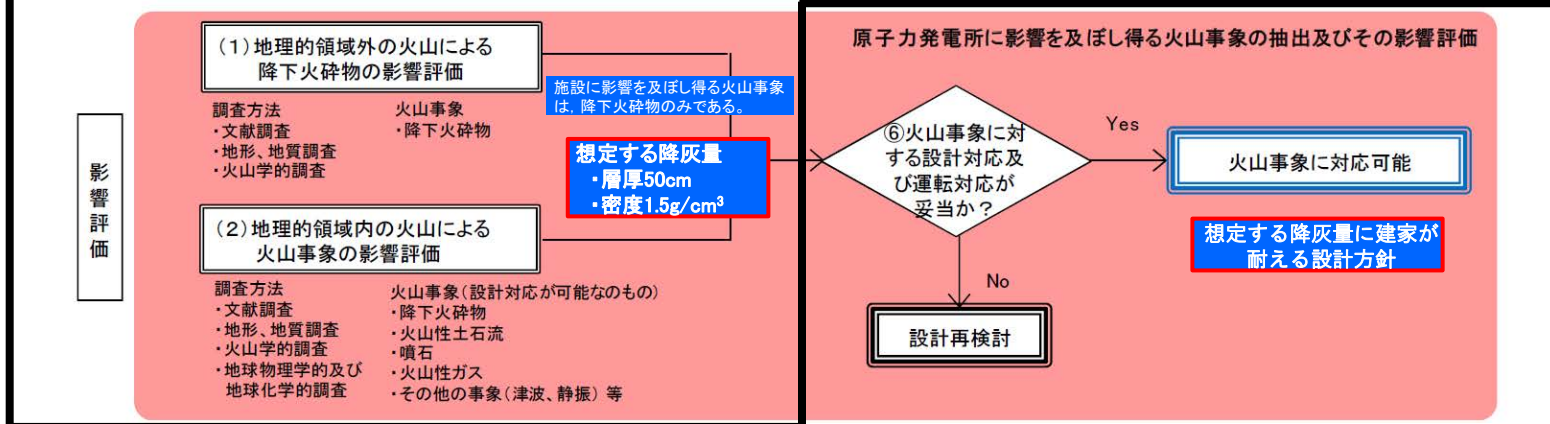 影響評価
(1)地理的領域外の火山による
降下火砕物の影響評価
調査方法
・文献調査
・地形、地質調査
・火山学的調査
火山事象
・降下火砕物
施設に影響を及ぼし得る火山事象
は，降下火砕物のみである。
想定する降灰量
・層厚50cm
・密度1.5g/cm³
(2)地理的領域内の火山による
火山事象の影響評価
調査方法
・文献調査
・地形、地質調査
・火山学的調査
・地球物理学的及び
地球化学的調査
火山事象(設計対応が可能なのもの)
・降下火砕物
・火山性土石流
・噴石
・火山性ガス
・その他の事象(津波、静振) 等
原子力発電所に影響を及ぼし得る火山事象の抽出及びその影響評価
⑥火山事象に対
する設計対応及
び運転対応が
妥当か？
Yes
火山事象に対応可能
想定する降灰量に建家が
耐える設計方針
No
設計再検討